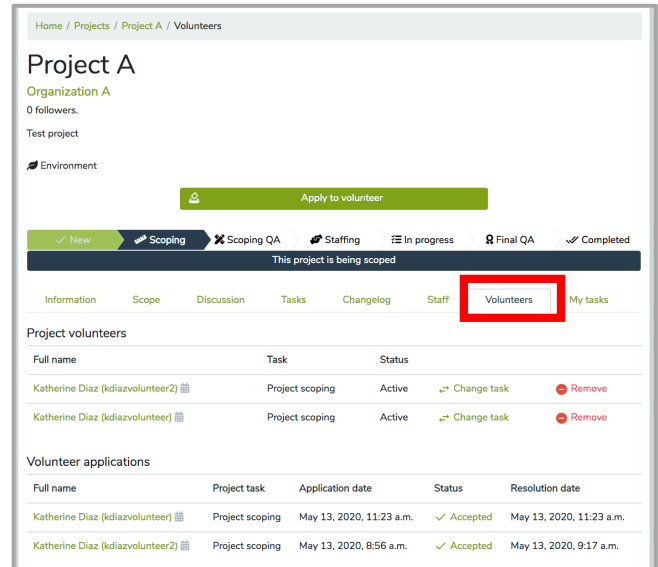 Home / Projects / Project A / Volunteers
Project A
Organization A
0 followers.
Test project
Environment
Apply to volunteer
New Scoping Scoping QA Staffing In progress Final QA Completed
This project is being scoped
Information Scope Discussion Tasks Changelog Staff Volunteers My tasks
Project volunteers
Full name Task Status
Katherine Diaz (kdiazvolunteer2) Project scoping Active Change task Remove
Katherine Diaz (kdiazvolunteer) Project scoping Active Change task Remove
Volunteer applications
Full name Project task Application date Status Resolution date
Katherine Diaz (kdiazvolunteer) Project scoping May 13, 2020, 11:23 a.m. Accepted May 13, 2020, 11:23 a.m.
Katherine Diaz (kdiazvolunteer2) Project scoping May 13, 2020, 8:56 a.m. Accepted May 13, 2020, 9:17 a.m.